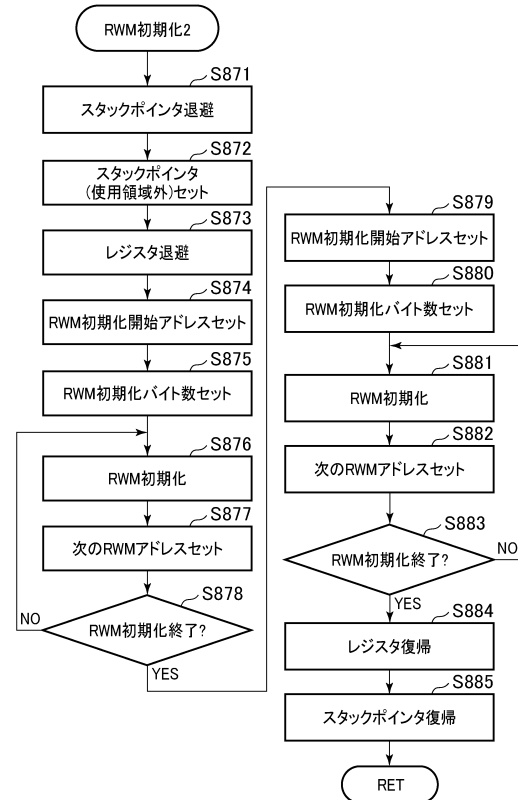 RWM初期化2
S871
スタックポインタ退避
S872
スタックポインタ
(使用領域外)セット
S873
レジスタ退避
S874
RWM初期化開始アドレスセット
S875
RWM初期化バイト数セット
S876
RWM初期化
S877
次のRWMアドレスセット
S878
RWM初期化終了?
NO
YES
S879
RWM初期化開始アドレスセット
S880
RWM初期化バイト数セット
S881
RWM初期化
S882
次のRWMアドレスセット
S883
RWM初期化終了?
NO
YES
S884
レジスタ復帰
S885
スタックポインタ復帰
RET